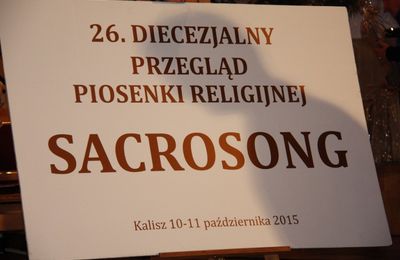 26. DIECEZJALNY
PRZEGLĄD
PIOSENKI RELIGIJNEJ
SACROSONG
Kalisz 10-11 października 2015